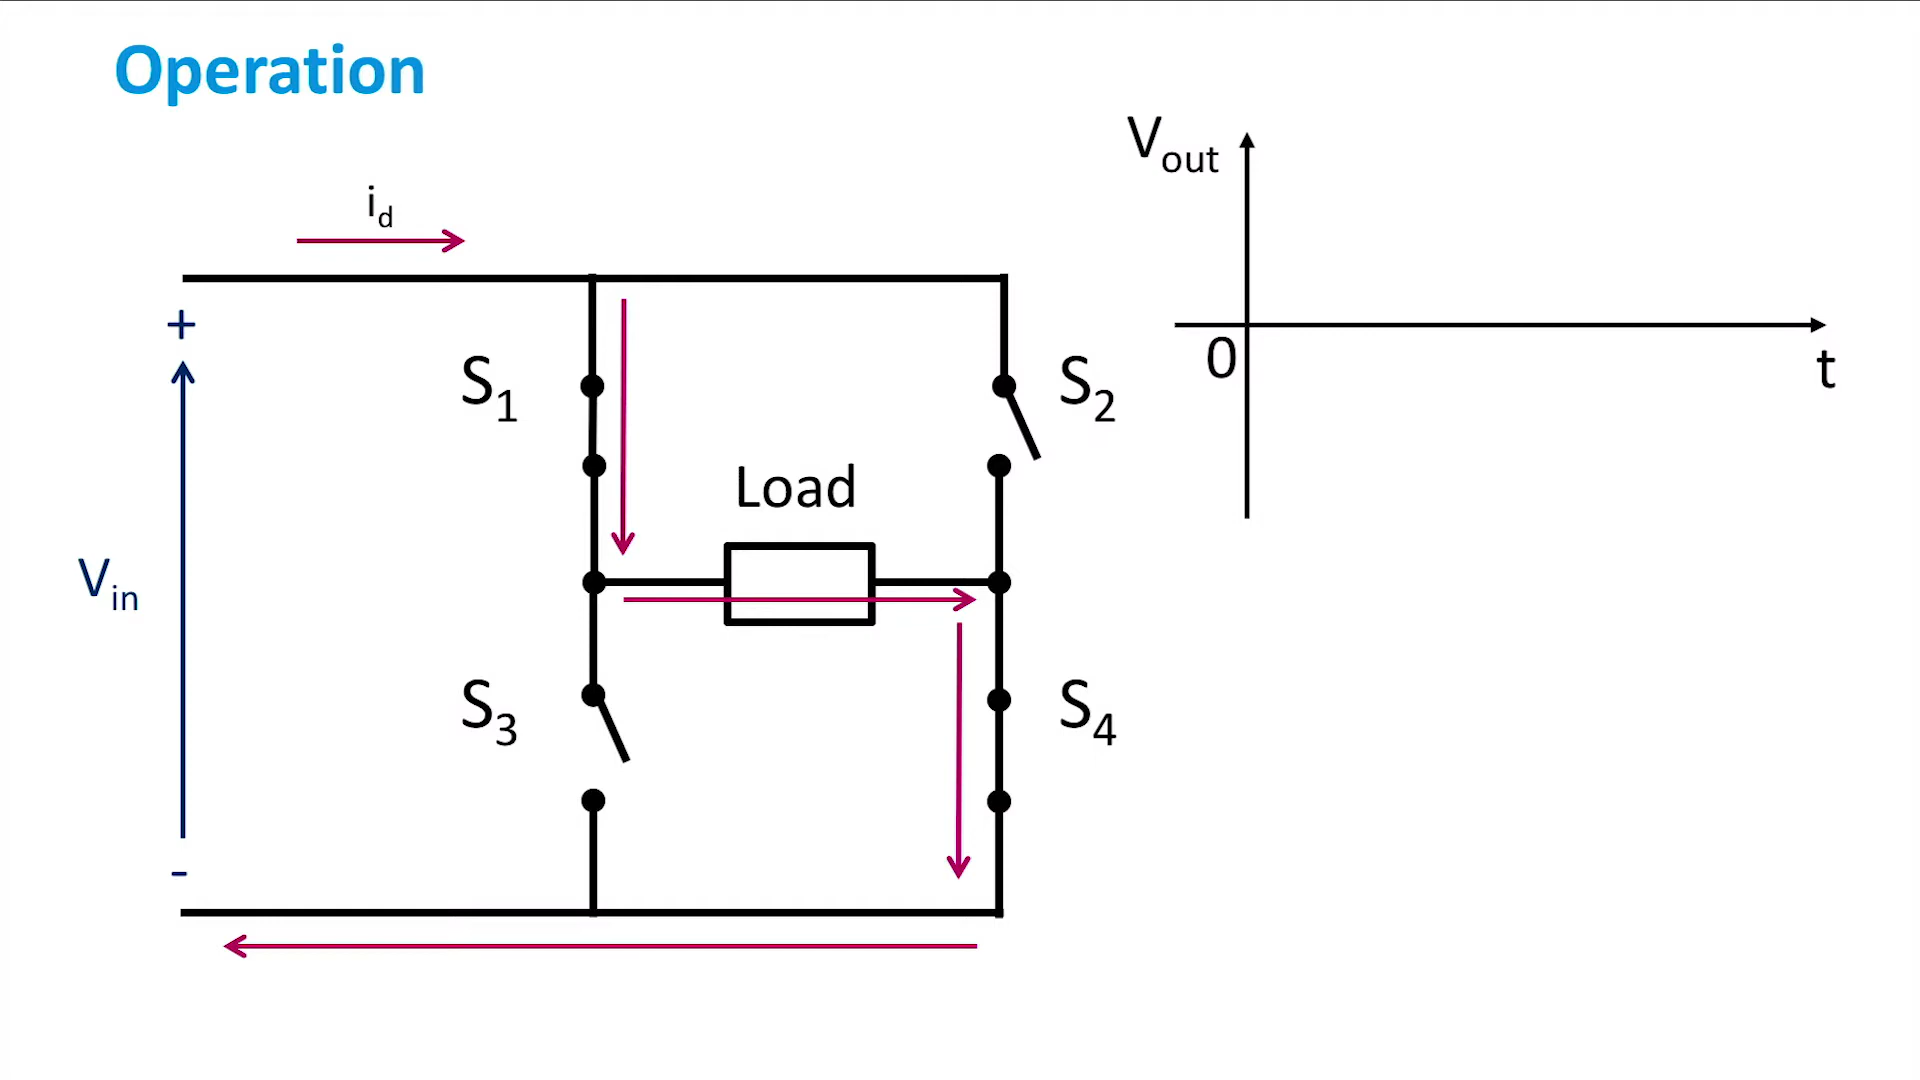 Operation
V_out
i_d
+
S_1
S_2
0
t
Load
V_in
S_3
S_4
-